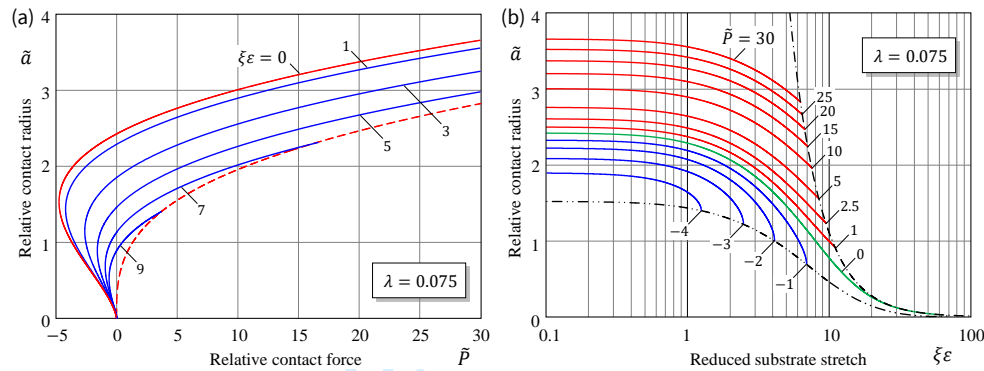 (a)
4
ã
3
2
1
0
Relative contact radius
ξε = 0
1
3
5
7
9
λ = 0.075
−5 0 5 10 15 20 25 30
Relative contact force P̃
(b)
4
ã
3
2
1
0
Relative contact radius
P̃ = 30
λ = 0.075
25
20
15
10
5
2.5
1
0
−1
−2
−3
−4
0.1 1 10 100
Reduced substrate stretch ξε